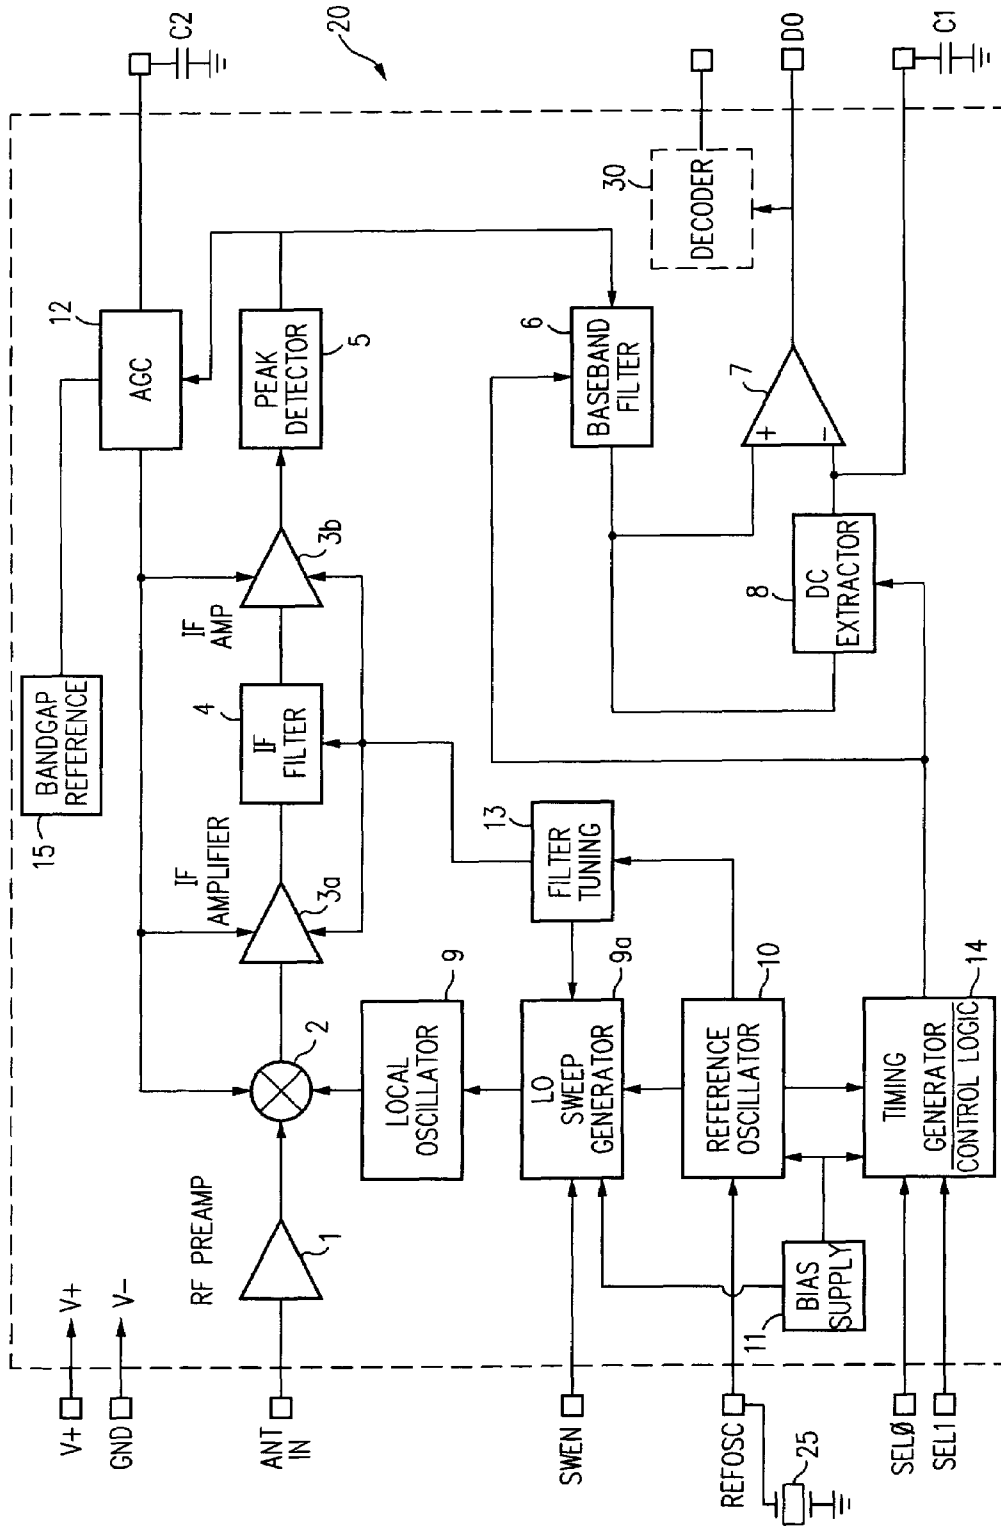 20
C2
D0
C1
30
DECODER
12
AGC
PEAK
DETECTOR
5
6
BASEBAND
FILTER
7
+
−
8
DC
EXTRACTOR
IF
AMP
3b
4
IF
FILTER
BANDGAP
REFERENCE
15
IF
AMPLIFIER
3a
13
FILTER
TUNING
2
9
LOCAL
OSCILLATOR
9a
LO
SWEEP
GENERATOR
10
REFERENCE
OSCILLATOR
14
TIMING
GENERATOR
CONTROL LOGIC
RF PREAMP
1
11
BIAS
SUPPLY
V+
V−
V+
GND
ANT
IN
SWEN
REFOSC
25
SELØ
SEL1